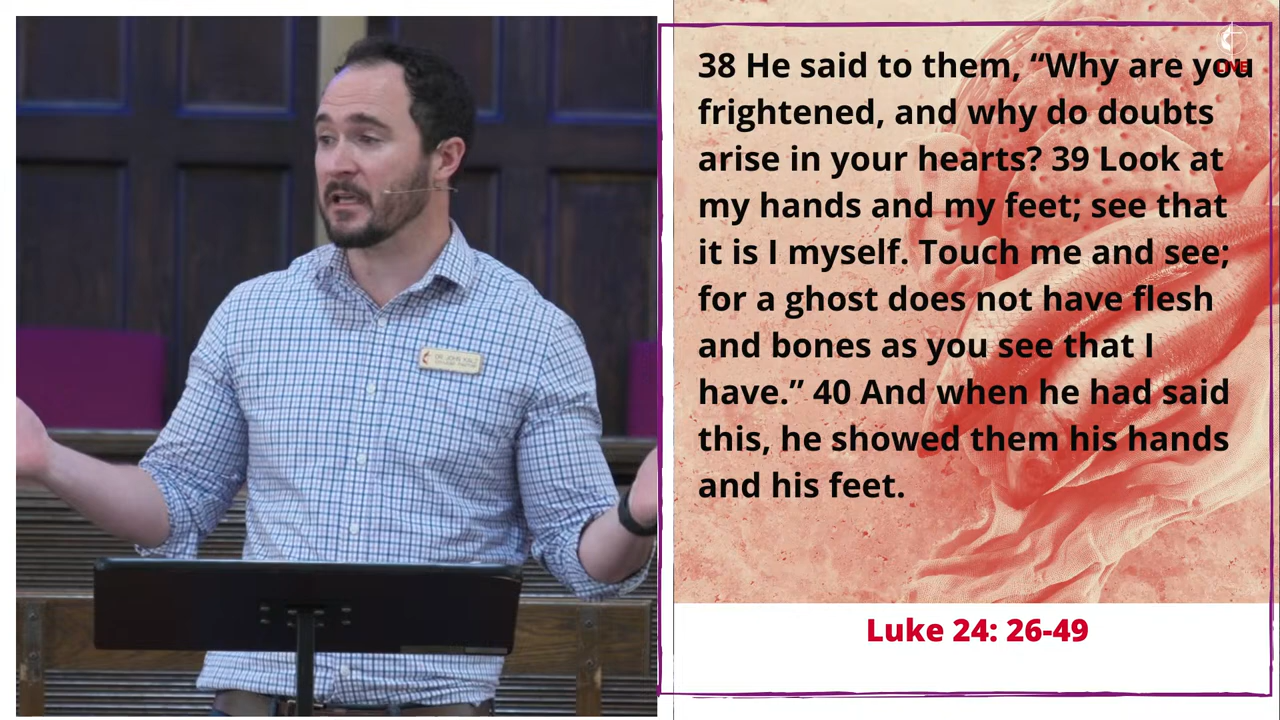 38 He said to them, “Why are you
frightened, and why do doubts
arise in your hearts? 39 Look at
my hands and my feet; see that
it is I myself. Touch me and see;
for a ghost does not have flesh
and bones as you see that I
have.” 40 And when he had said
this, he showed them his hands
and his feet.
Luke 24: 26-49
LIVE
DR. JOHN